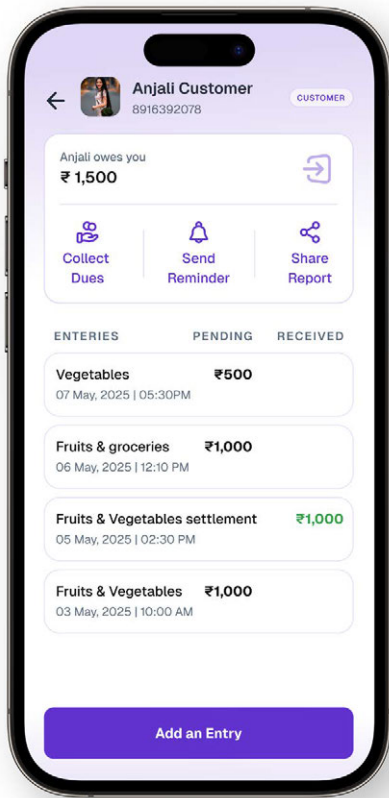 Anjali Customer
8916392078
CUSTOMER
Anjali owes you
₹ 1,500
Collect Dues
Send Reminder
Share Report
ENTERIES PENDING RECEIVED
Vegetables ₹500
07 May, 2025 | 05:30PM
Fruits & groceries ₹1,000
06 May, 2025 | 12:10 PM
Fruits & Vegetables settlement ₹1,000
05 May, 2025 | 02:30 PM
Fruits & Vegetables ₹1,000
03 May, 2025 | 10:00 AM
Add an Entry